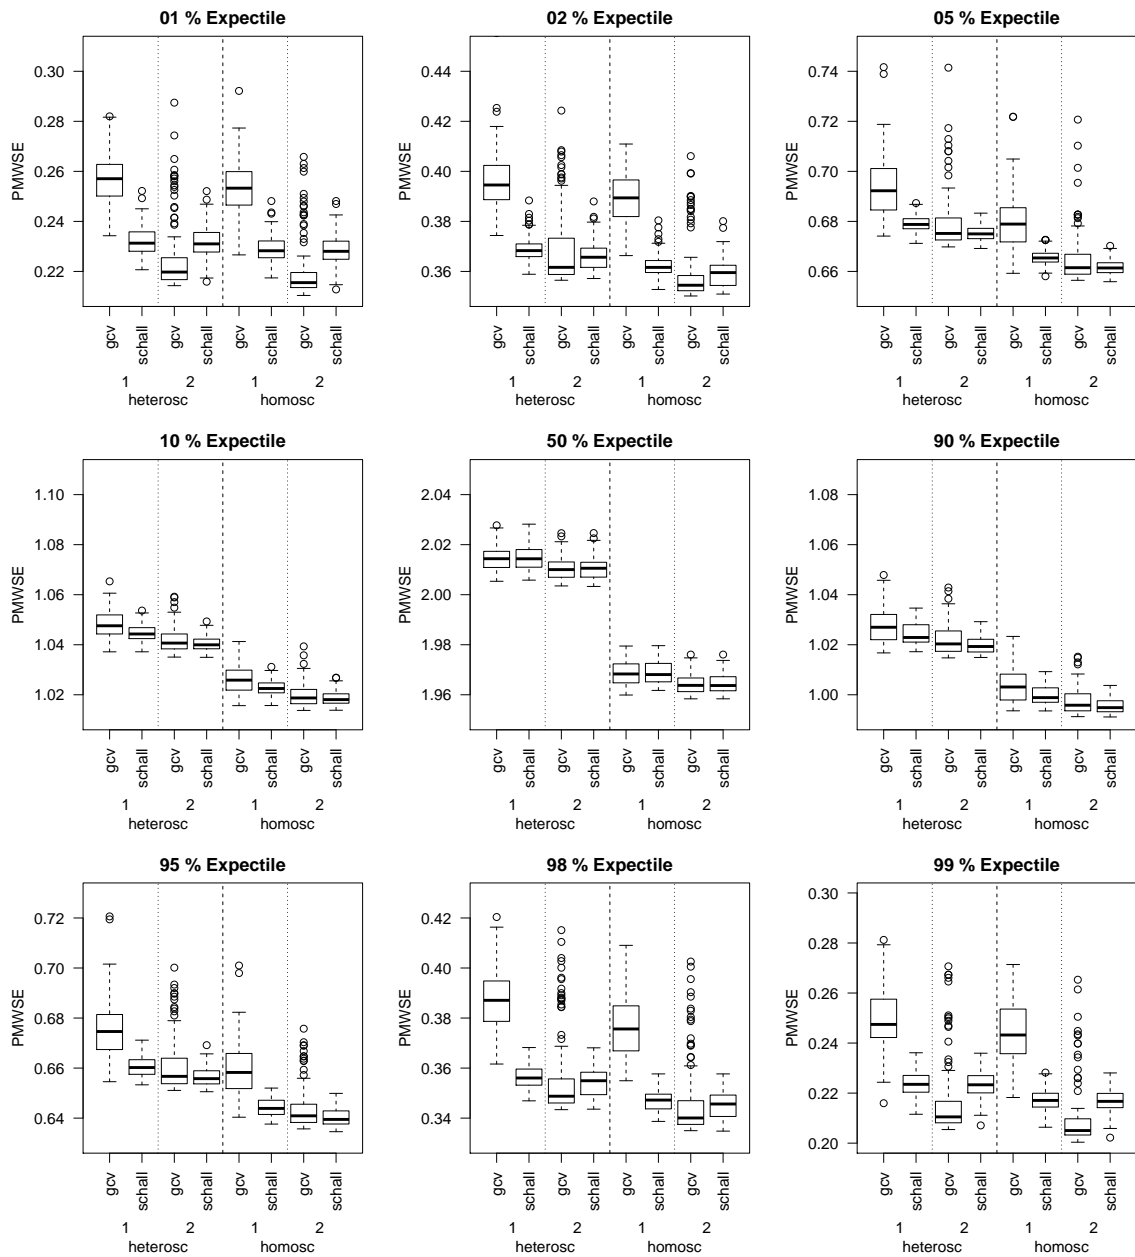 01 % Expectile
PMWSE
0.30
0.28
0.26
0.24
0.22
gcv schall gcv schall gcv schall gcv schall
1 2 1 2
heterosc homosc
02 % Expectile
PMWSE
0.44
0.42
0.40
0.38
0.36
gcv schall gcv schall gcv schall gcv schall
1 2 1 2
heterosc homosc
05 % Expectile
PMWSE
0.74
0.72
0.70
0.68
0.66
gcv schall gcv schall gcv schall gcv schall
1 2 1 2
heterosc homosc
10 % Expectile
PMWSE
1.10
1.08
1.06
1.04
1.02
gcv schall gcv schall gcv schall gcv schall
1 2 1 2
heterosc homosc
50 % Expectile
PMWSE
2.04
2.02
2.00
1.98
1.96
gcv schall gcv schall gcv schall gcv schall
1 2 1 2
heterosc homosc
90 % Expectile
PMWSE
1.08
1.06
1.04
1.02
1.00
gcv schall gcv schall gcv schall gcv schall
1 2 1 2
heterosc homosc
95 % Expectile
PMWSE
0.72
0.70
0.68
0.66
0.64
gcv schall gcv schall gcv schall gcv schall
1 2 1 2
heterosc homosc
98 % Expectile
PMWSE
0.42
0.40
0.38
0.36
0.34
gcv schall gcv schall gcv schall gcv schall
1 2 1 2
heterosc homosc
99 % Expectile
PMWSE
0.30
0.28
0.26
0.24
0.22
0.20
gcv schall gcv schall gcv schall gcv schall
1 2 1 2
heterosc homosc